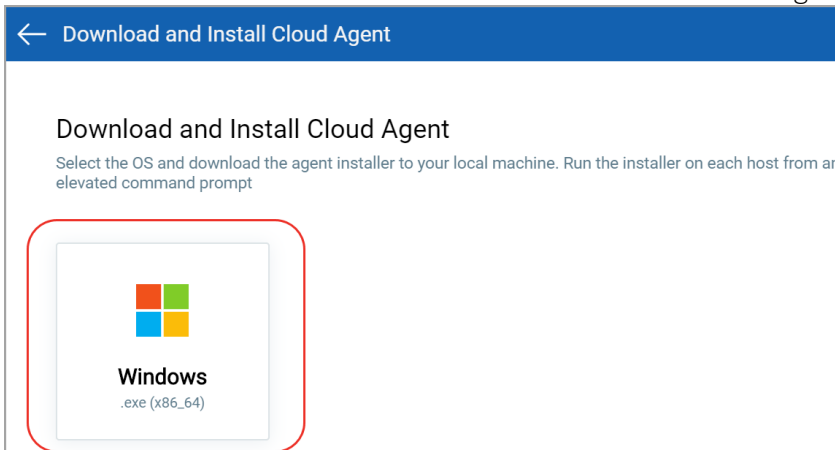 Download and Install Cloud Agent
Download and Install Cloud Agent
Select the OS and download the agent installer to your local machine. Run the installer on each host from
elevated command prompt
Windows
.exe (x86_64)